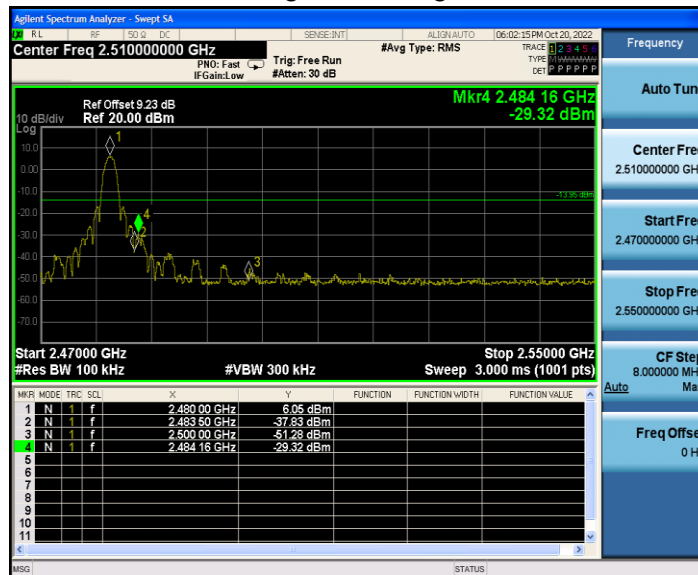 Agilent Spectrum Analyzer - Swept SA
RL RF 50 Ω DC SENSE:INT ALIGN AUTO 06:02:15 PM Oct 20, 2022
Center Freq 2.510000000 GHz #Avg Type: RMS TRACE 1 2 3 4 5 6
PNO: Fast Trig: Free Run TYPE M
IFGain:Low #Atten: 30 dB DET P P P P P P
Frequency
Mkr4 2.484 16 GHz
-29.32 dBm
Ref Offset 9.23 dB
10 dB/div Ref 20.00 dBm
Log
10.0
0.00
-10.0
-20.0
-30.0
-40.0
-50.0
-60.0
-70.0
1
2
3
4
-13.95 dBm
Start 2.47000 GHz Stop 2.55000 GHz
#Res BW 100 kHz #VBW 300 kHz Sweep 3.000 ms (1001 pts)
MKR MODE TRC SCL X Y FUNCTION FUNCTION WIDTH FUNCTION VALUE
1 N 1 f 2.480 00 GHz 6.05 dBm
2 N 1 f 2.483 50 GHz -37.83 dBm
3 N 1 f 2.500 00 GHz -51.28 dBm
4 N 1 f 2.484 16 GHz -29.32 dBm
5
6
7
8
9
10
11
Auto Tun
Center Fre
2.510000000 GH
Start Fre
2.470000000 GH
Stop Fre
2.550000000 GH
CF Ste
8.000000 MH
Auto Ma
Freq Offse
0 H
MSG STATUS